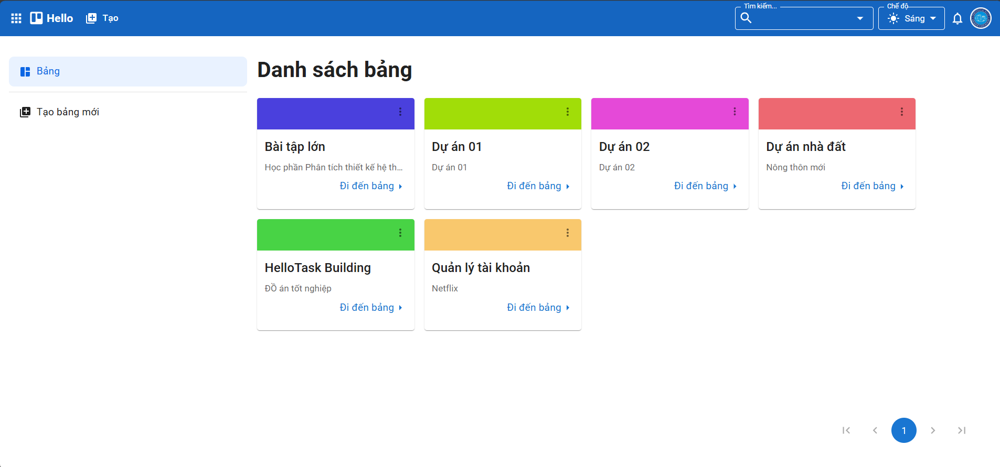 Hello
Tạo
Tìm kiếm...
Chế độ
Sáng
Bảng
Tạo bảng mới
Danh sách bảng
Bài tập lớn
Học phần Phân tích thiết kế hệ th...
Đi đến bảng
Dự án 01
Dự án 01
Đi đến bảng
Dự án 02
Dự án 02
Đi đến bảng
Dự án nhà đất
Nông thôn mới
Đi đến bảng
HelloTask Building
ĐỒ án tốt nghiệp
Đi đến bảng
Quản lý tài khoản
Netflix
Đi đến bảng
1